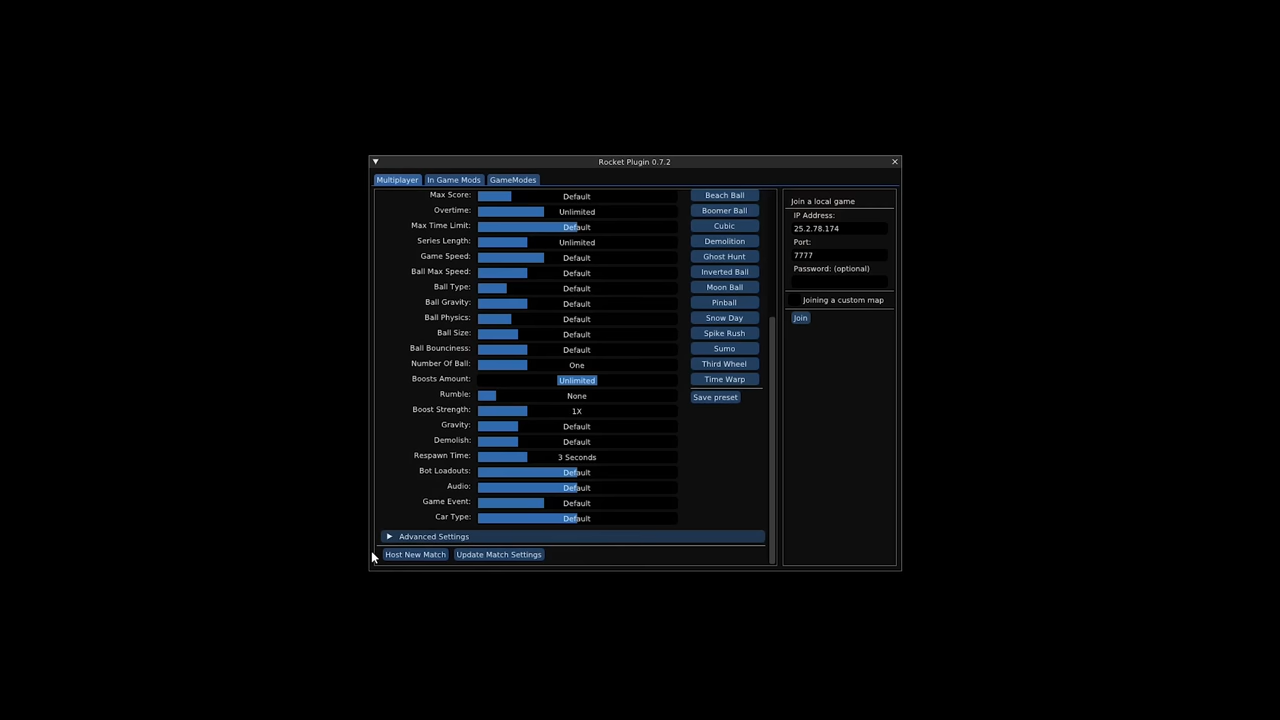 Rocket Plugin 0.7.2
Multiplayer In Game Mods GameModes
Max Score: Default
Overtime: Unlimited
Max Time Limit: Default
Series Length: Unlimited
Game Speed: Default
Ball Max Speed: Default
Ball Type: Default
Ball Gravity: Default
Ball Physics: Default
Ball Size: Default
Ball Bounciness: Default
Number Of Ball: One
Boosts Amount: Unlimited
Rumble: None
Boost Strength: 1X
Gravity: Default
Demolish: Default
Respawn Time: 3 Seconds
Bot Loadouts: Default
Audio: Default
Game Event: Default
Car Type: Default
Advanced Settings
Host New Match Update Match Settings
Beach Ball
Boomer Ball
Cubic
Demolition
Ghost Hunt
Inverted Ball
Moon Ball
Pinball
Snow Day
Spike Rush
Sumo
Third Wheel
Time Warp
Save preset
Join a local game
IP Address:
25.2.78.174
Port:
7777
Password: (optional)
Joining a custom map
Join